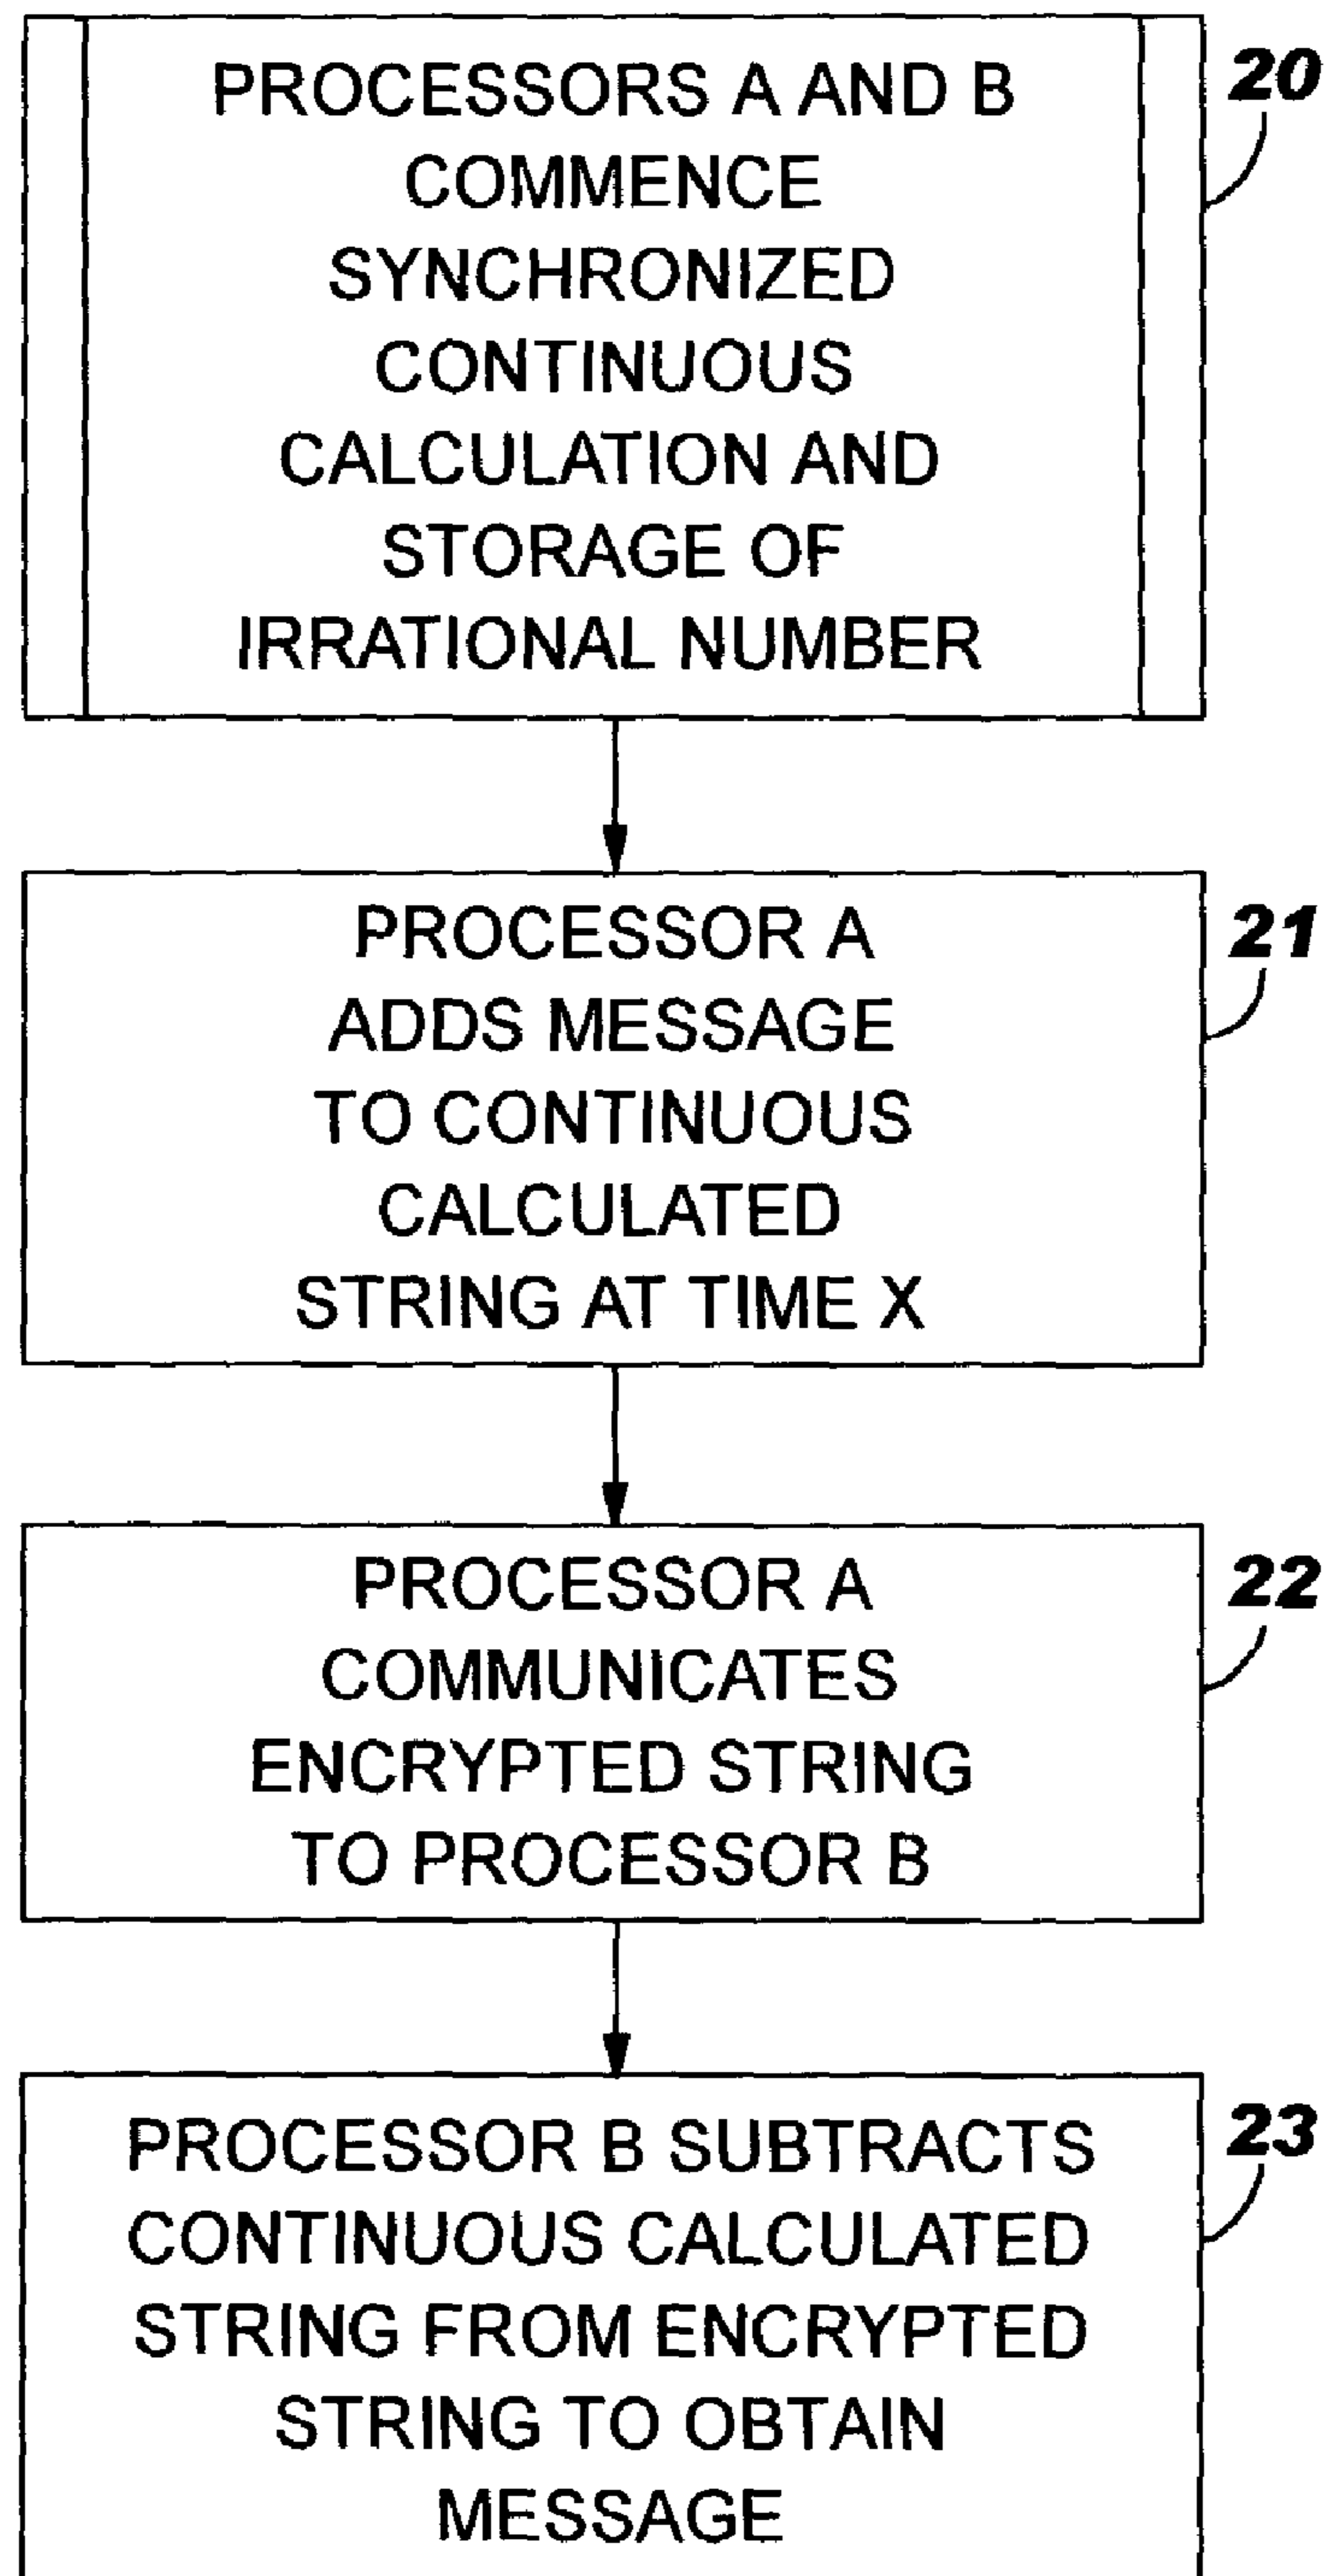 PROCESSORS A AND B
COMMENCE
SYNCHRONIZED
CONTINUOUS
CALCULATION AND
STORAGE OF
IRRATIONAL NUMBER
20
PROCESSOR A
ADDS MESSAGE
TO CONTINUOUS
CALCULATED
STRING AT TIME X
21
PROCESSOR A
COMMUNICATES
ENCRYPTED STRING
TO PROCESSOR B
22
PROCESSOR B SUBTRACTS
CONTINUOUS CALCULATED
STRING FROM ENCRYPTED
STRING TO OBTAIN
MESSAGE
23